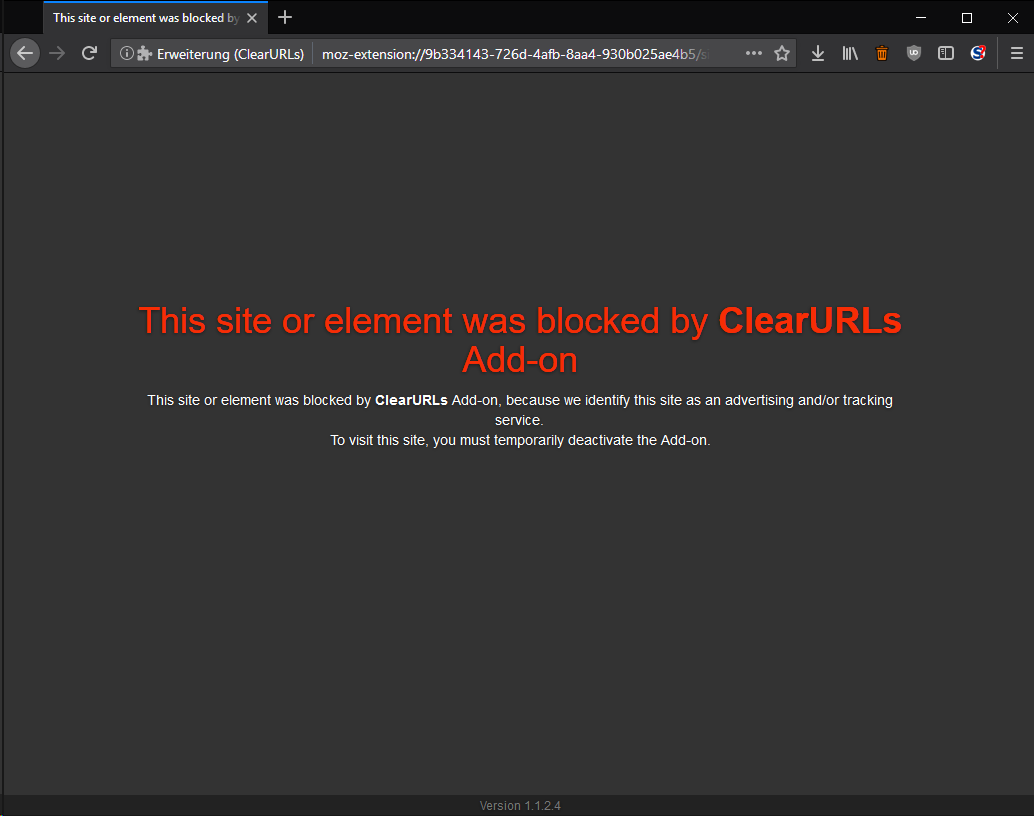 This site or element was blocked by
Erweiterung (ClearURLs)
moz-extension://9b334143-726d-4afb-8aa4-930b025ae4b5/s
This site or element was blocked by ClearURLs
Add-on
This site or element was blocked by ClearURLs Add-on, because we identify this site as an advertising and/or tracking
service.
To visit this site, you must temporarily deactivate the Add-on.
Version 1.1.2.4